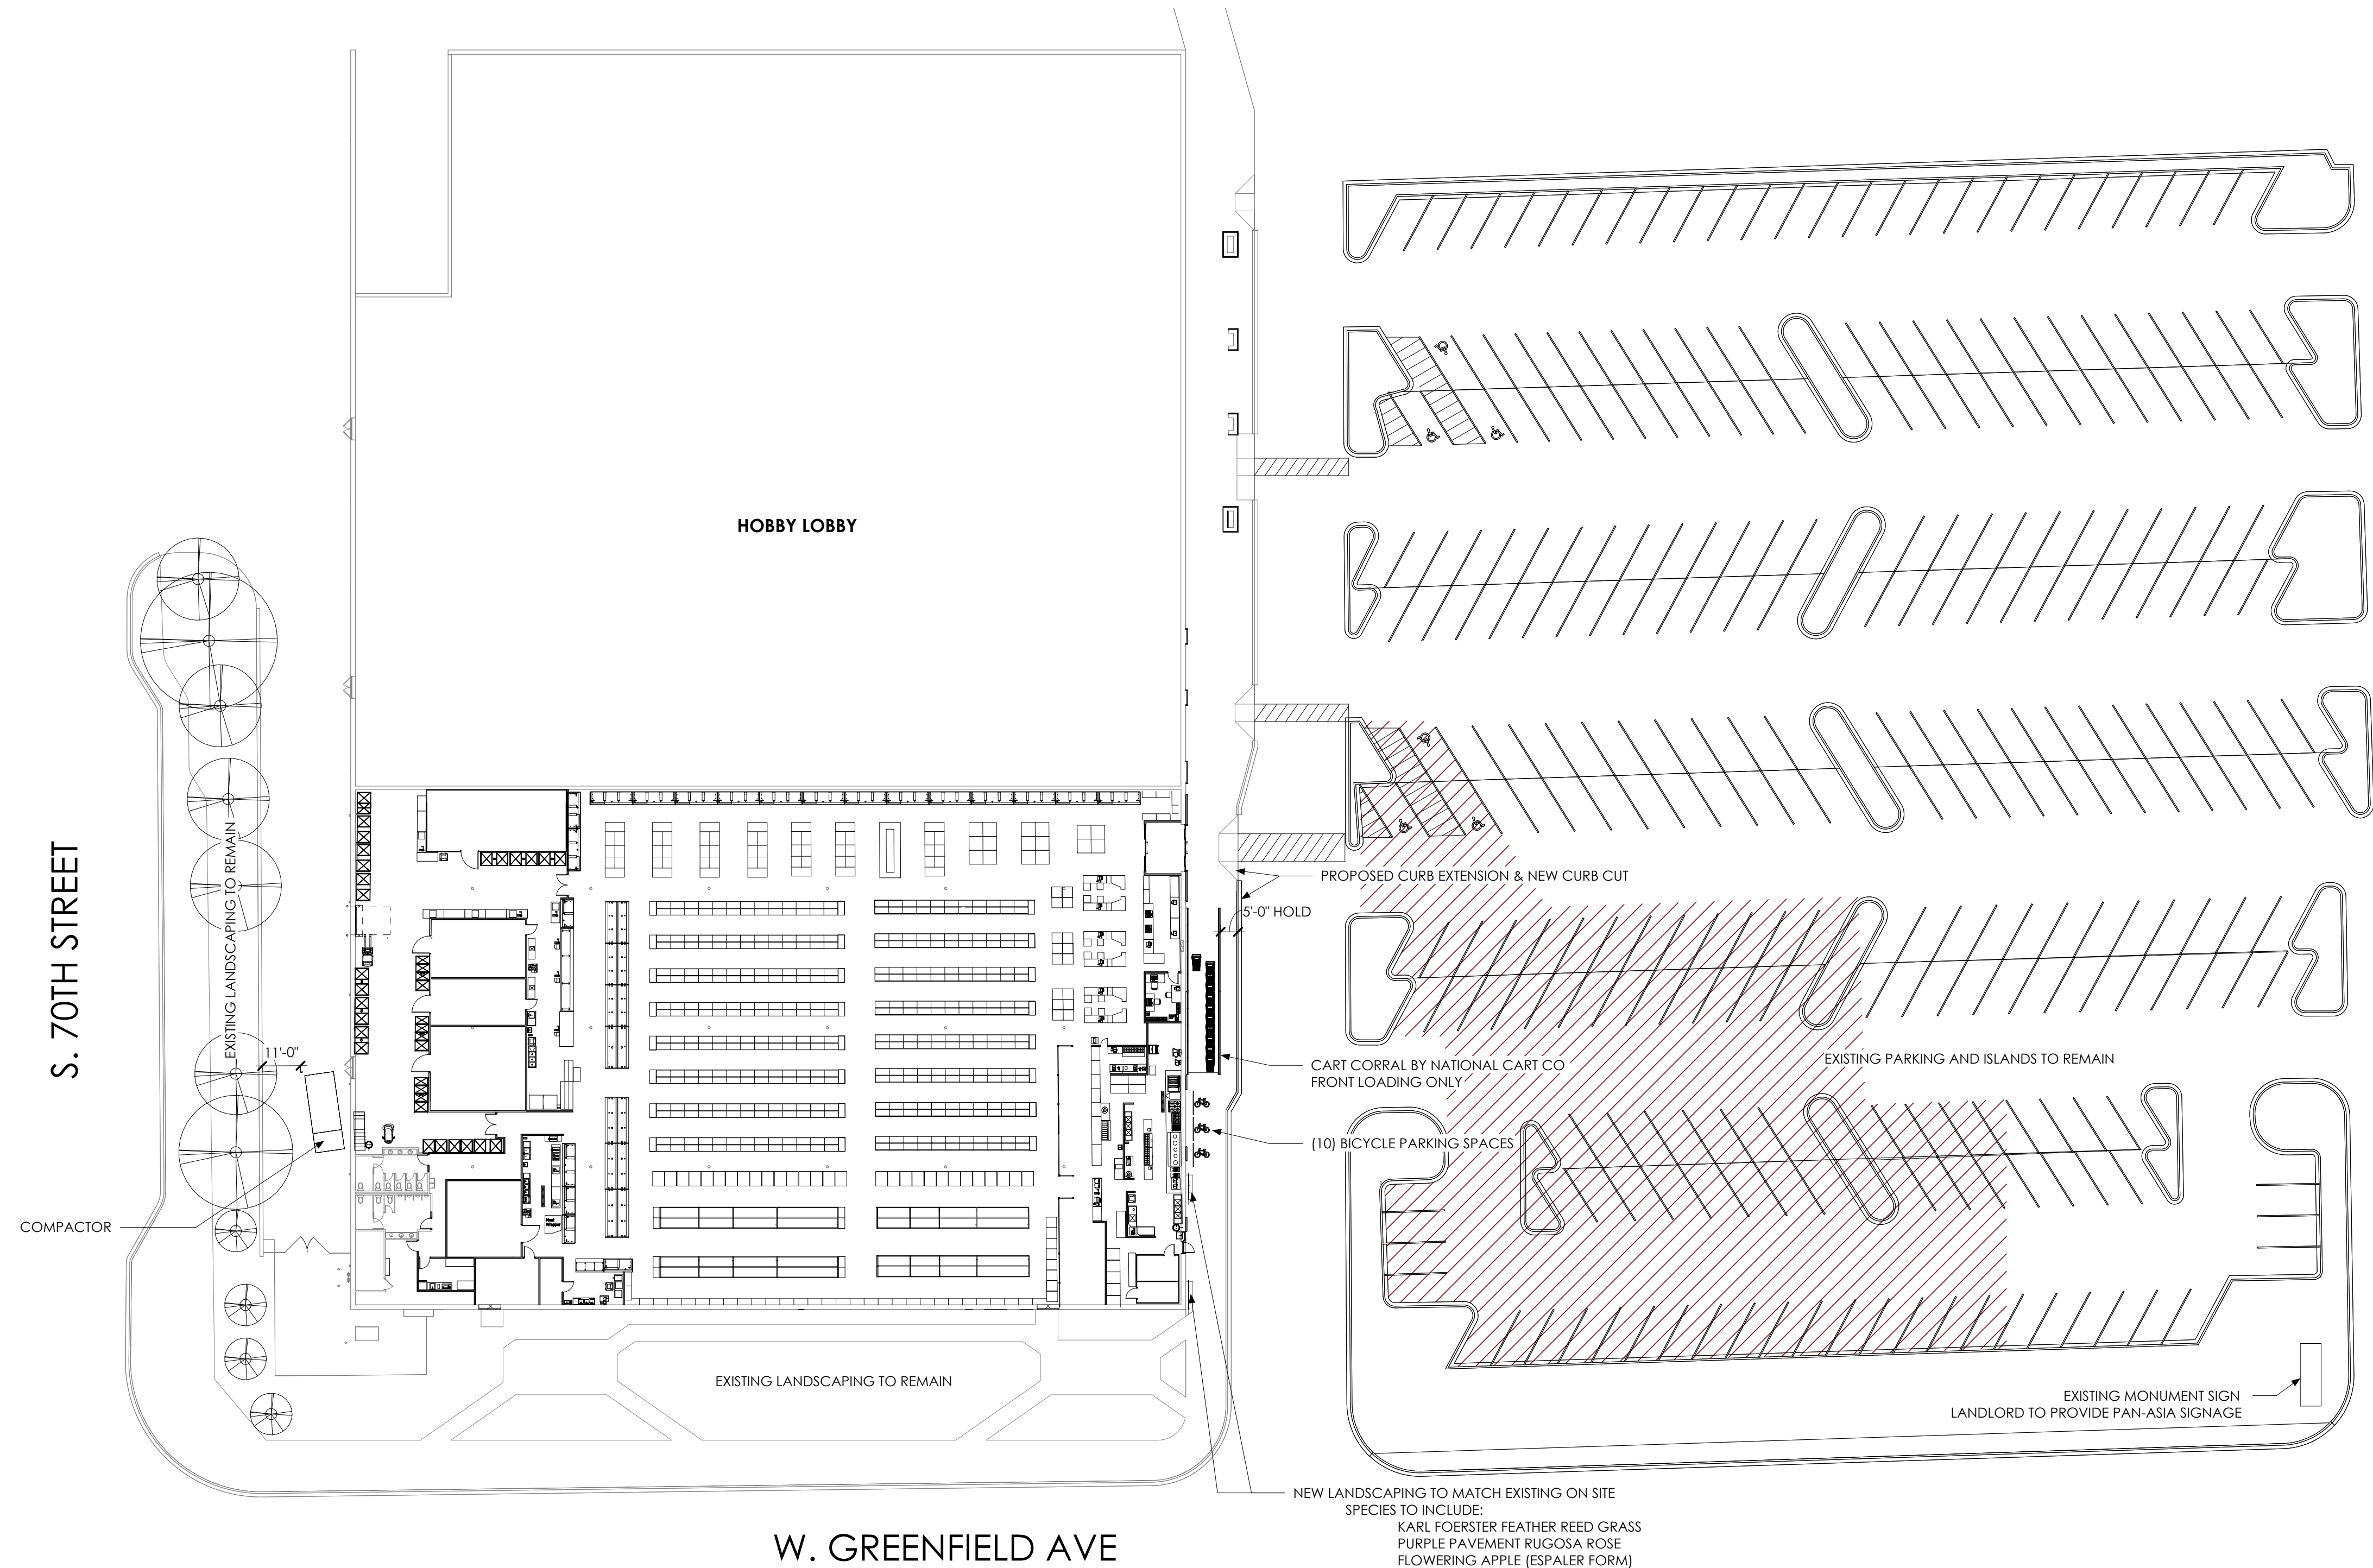 HOBBY LOBBY
S. 70TH STREET
EXISTING LANDSCAPING TO REMAIN
11'-0"
COMPACTOR
PROPOSED CURB EXTENSION & NEW CURB CUT
5'-0" HOLD
CART CORRAL BY NATIONAL CART CO
FRONT LOADING ONLY
EXISTING PARKING AND ISLANDS TO REMAIN
(10) BICYCLE PARKING SPACES
EXISTING LANDSCAPING TO REMAIN
EXISTING MONUMENT SIGN
LANDLORD TO PROVIDE PAN-ASIA SIGNAGE
NEW LANDSCAPING TO MATCH EXISTING ON SITE
SPECIES TO INCLUDE:
KARL FOERSTER FEATHER REED GRASS
PURPLE PAVEMENT RUGOSA ROSE
FLOWERING APPLE (ESPALER FORM)
W. GREENFIELD AVE